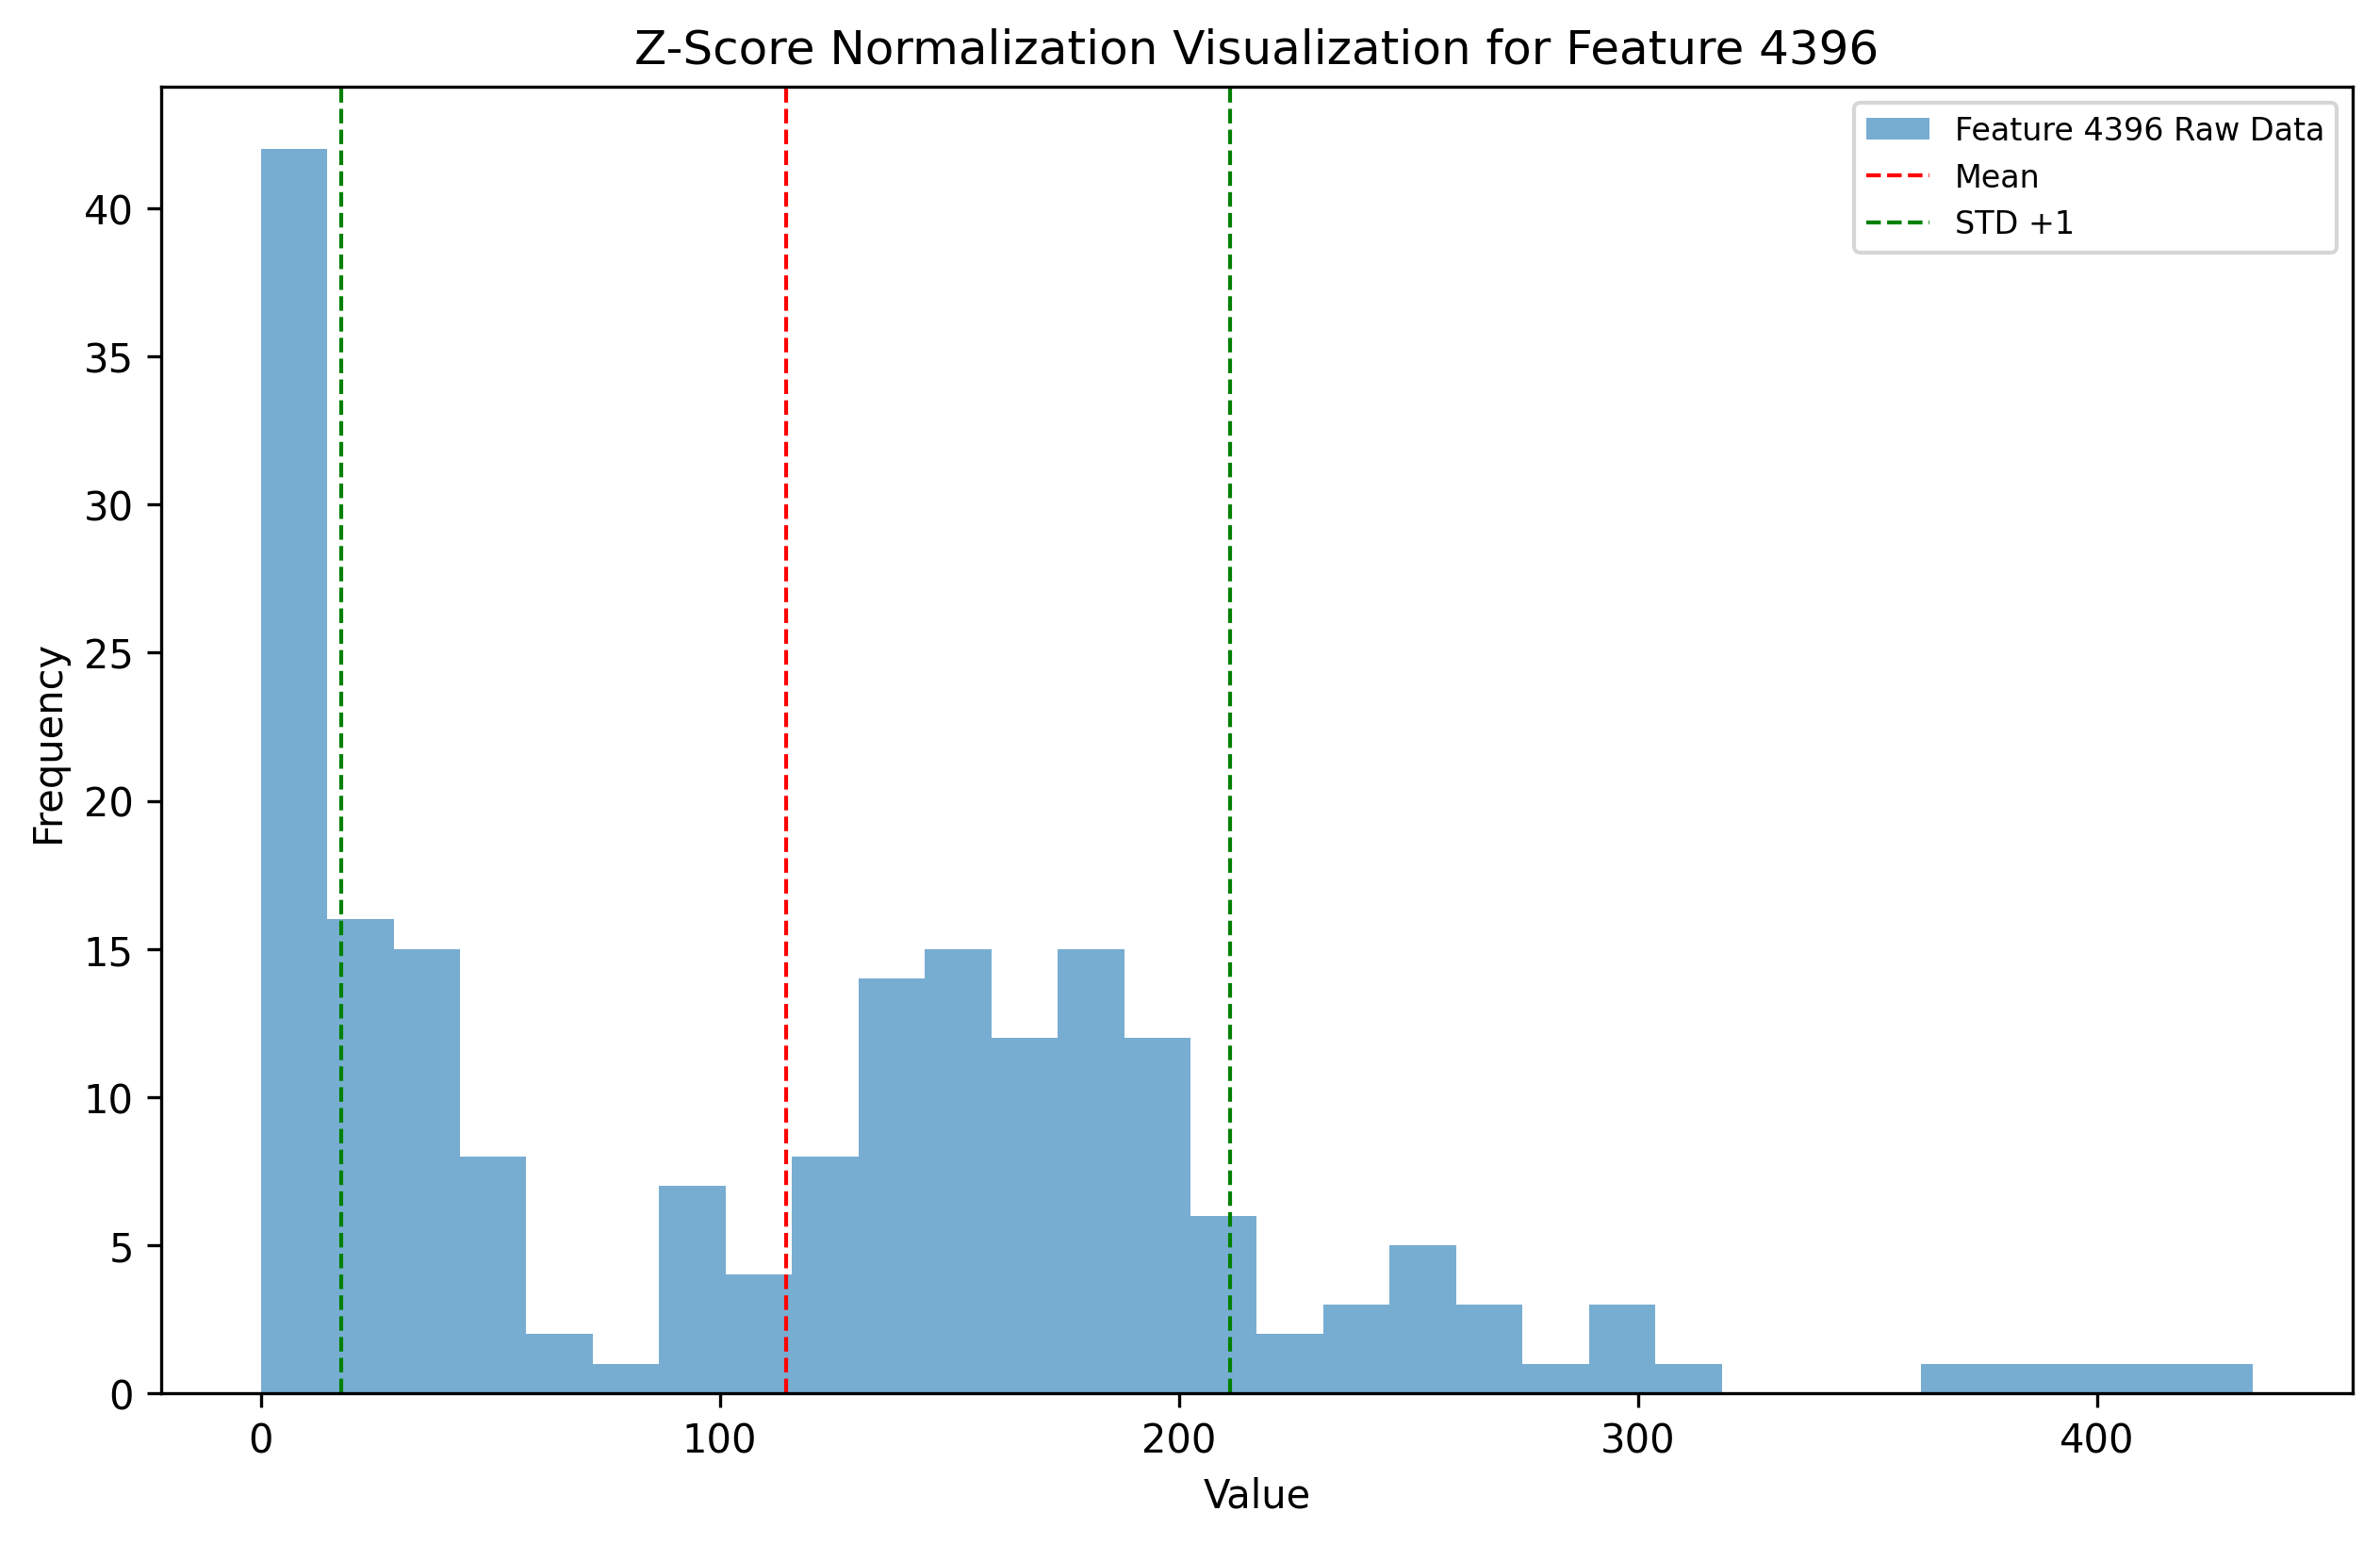 Z-Score Normalization Visualization for Feature 4396
Feature 4396 Raw Data
Mean
STD +1
40
35
30
25
20
15
10
5
0
Frequency
0 100 200 300 400
Value